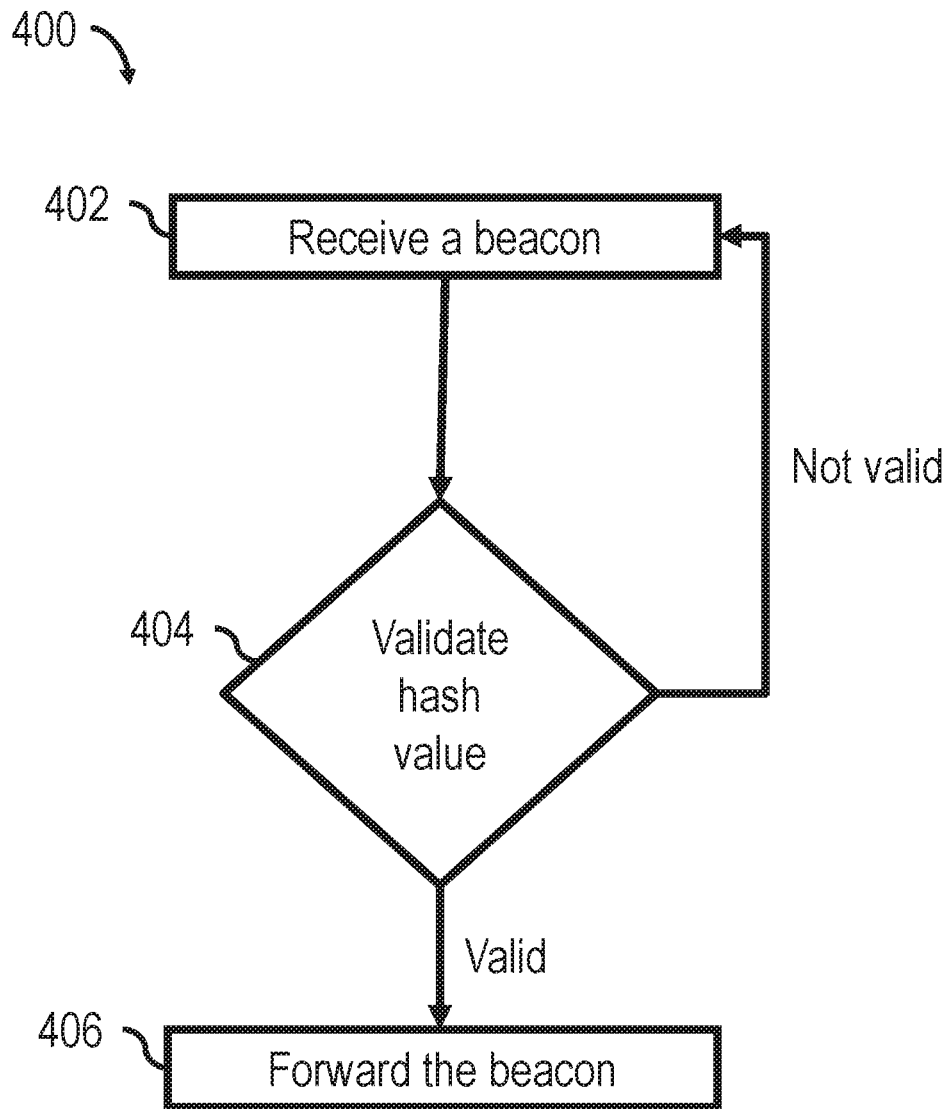 400
402
Receive a beacon
Not valid
404
Validate
hash
value
Valid
406
Forward the beacon